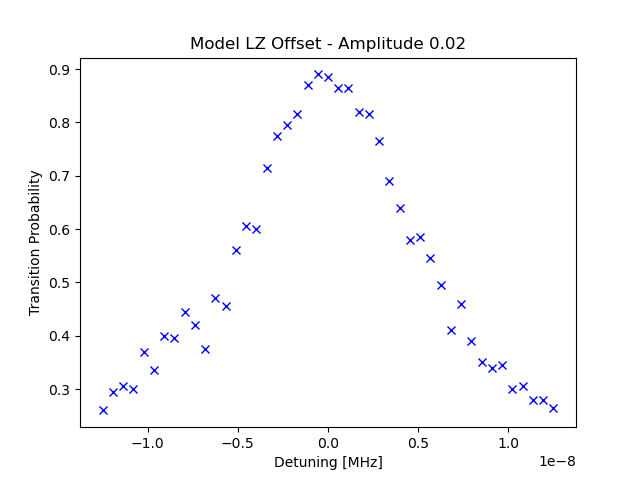 Model LZ Offset - Amplitude 0.02
0.9
0.8
0.7
0.6
0.5
0.4
0.3
Transition Probability
−1.0 −0.5 0.0 0.5 1.0
Detuning [MHz]
1e−8